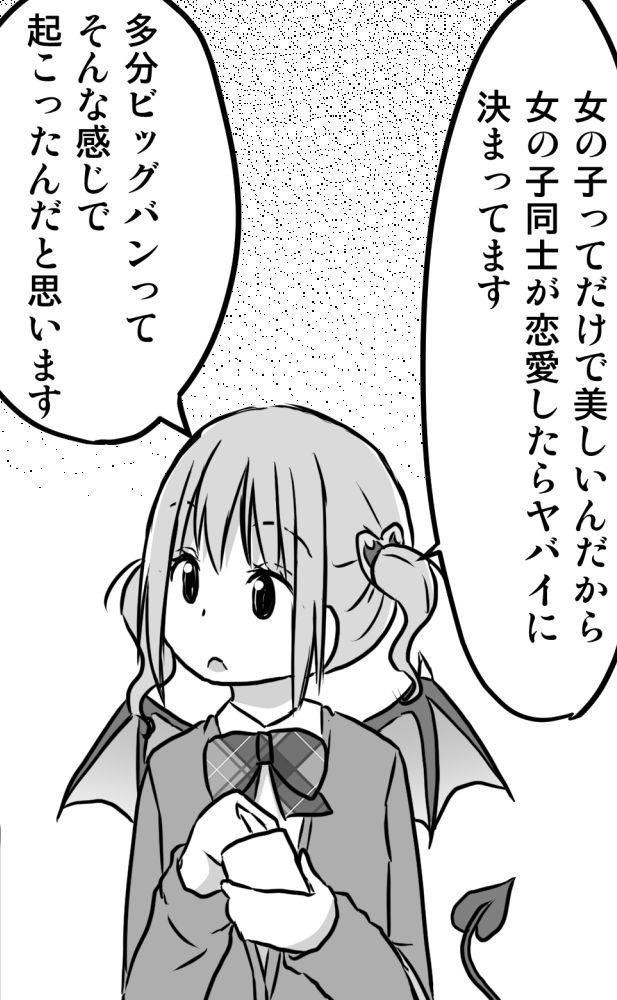 女の子ってだけで美しいんだから
女の子同士が恋愛したらヤバイに
決まってます
多分ビッグバンって
そんな感じで
起こったんだと思います